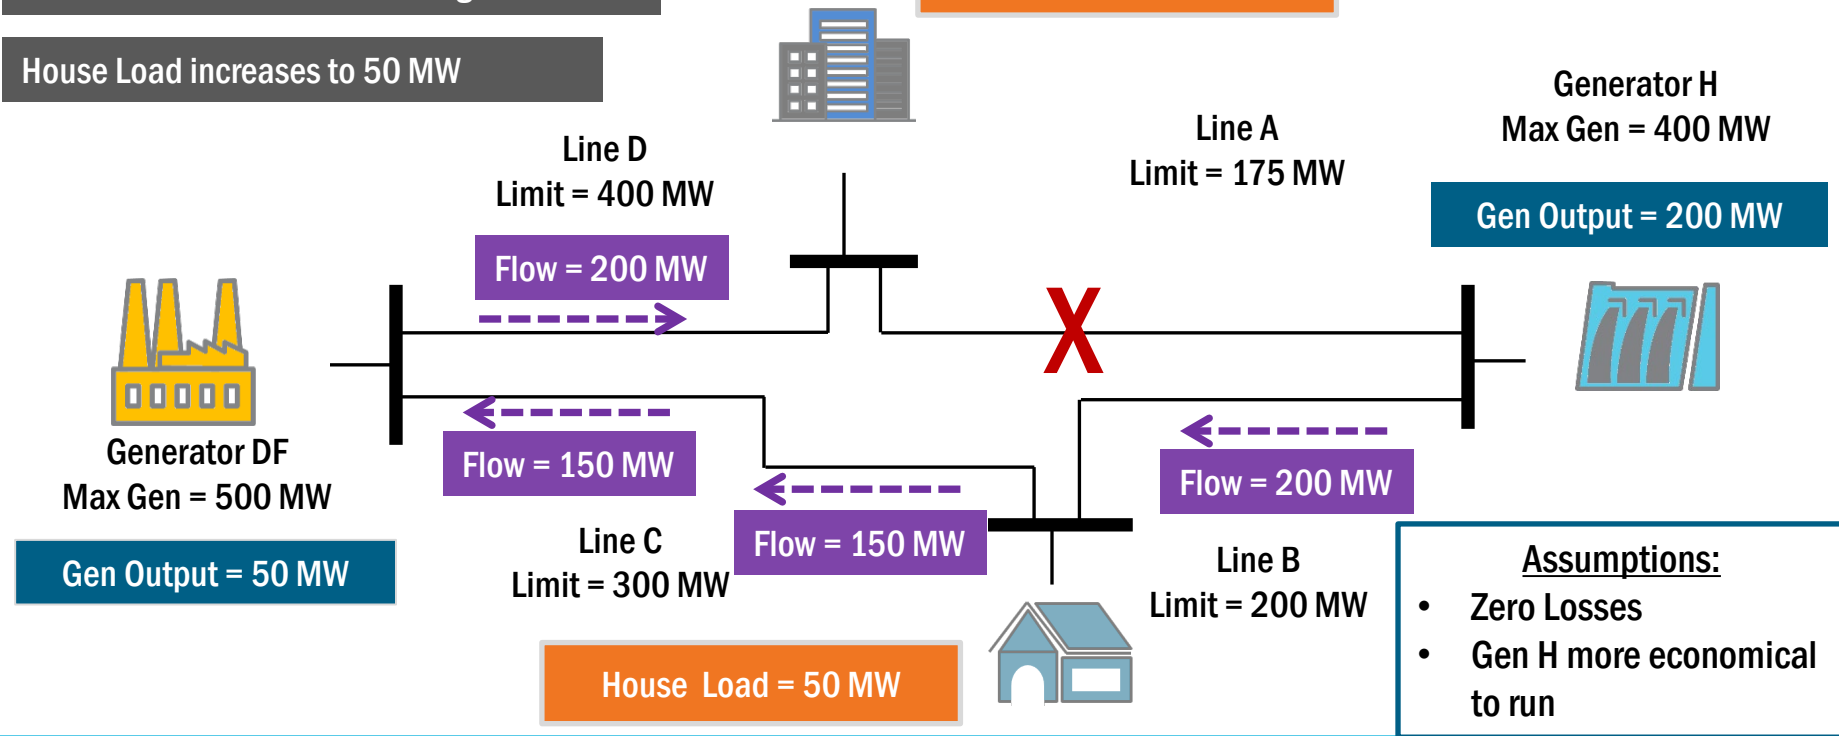 House Load increases to 50 MW
Line D
Limit = 400 MW
Flow = 200 MW
Line A
Limit = 175 MW
X
Generator H
Max Gen = 400 MW
Gen Output = 200 MW
Generator DF
Max Gen = 500 MW
Gen Output = 50 MW
Flow = 150 MW
Line C
Limit = 300 MW
Flow = 150 MW
Flow = 200 MW
Line B
Limit = 200 MW
House Load = 50 MW
Assumptions:
• Zero Losses
• Gen H more economical
to run